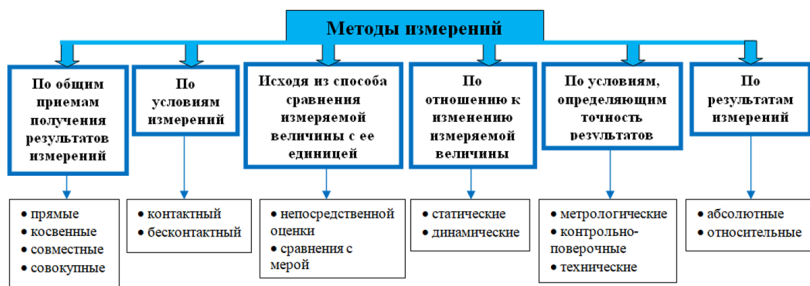 Методы измерений
По общим
приемам
получения
результатов
измерений
По
условиям
измерений
Исходя из способа
сравнения
измеряемой
величины с ее
единицей
По
отношению к
изменению
измеряемой
величины
По условиям,
определяющим
точность
результатов
По
результатам
измерений
• прямые
• косвенные
• совместные
• совокупные
• контактный
• бесконтактный
• непосредственной
оценки
• сравнения с
мерой
• статические
• динамические
• метрологические
• контрольно-
поверочные
• технические
• абсолютные
• относительные